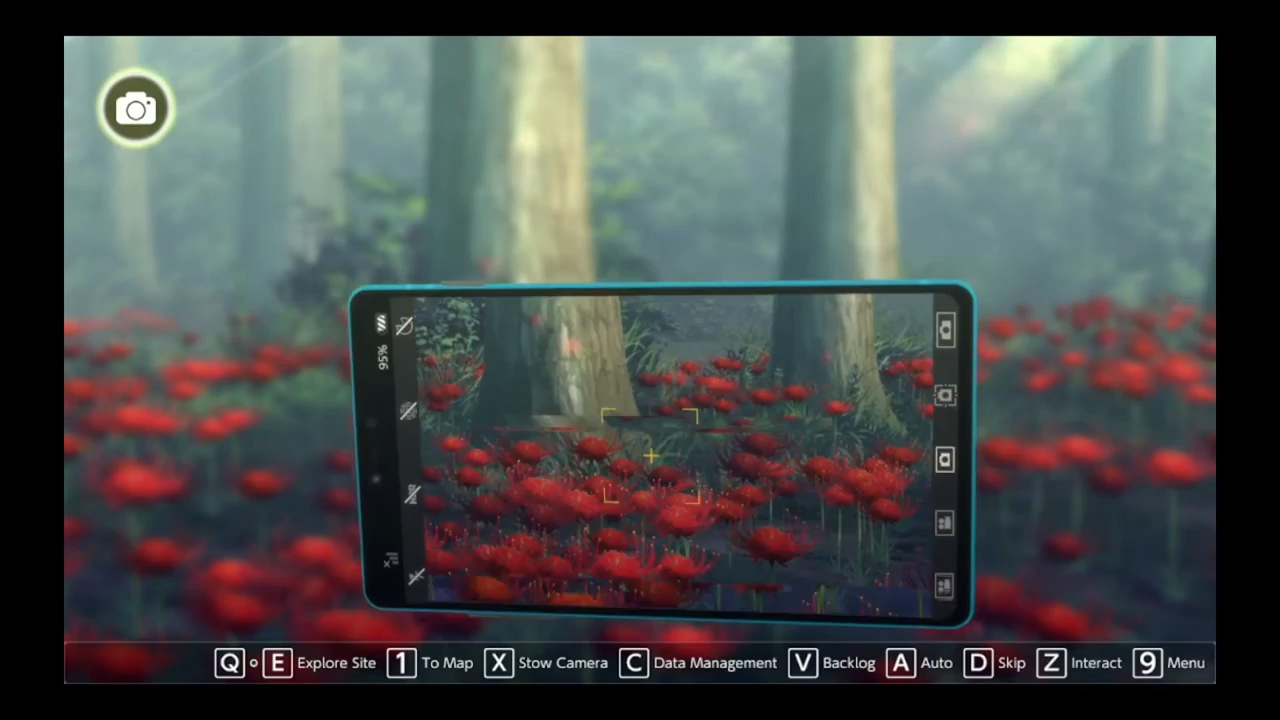 95%
Q o E Explore Site 1 To Map X Stow Camera C Data Management V Backlog A Auto D Skip Z Interact 9 Menu